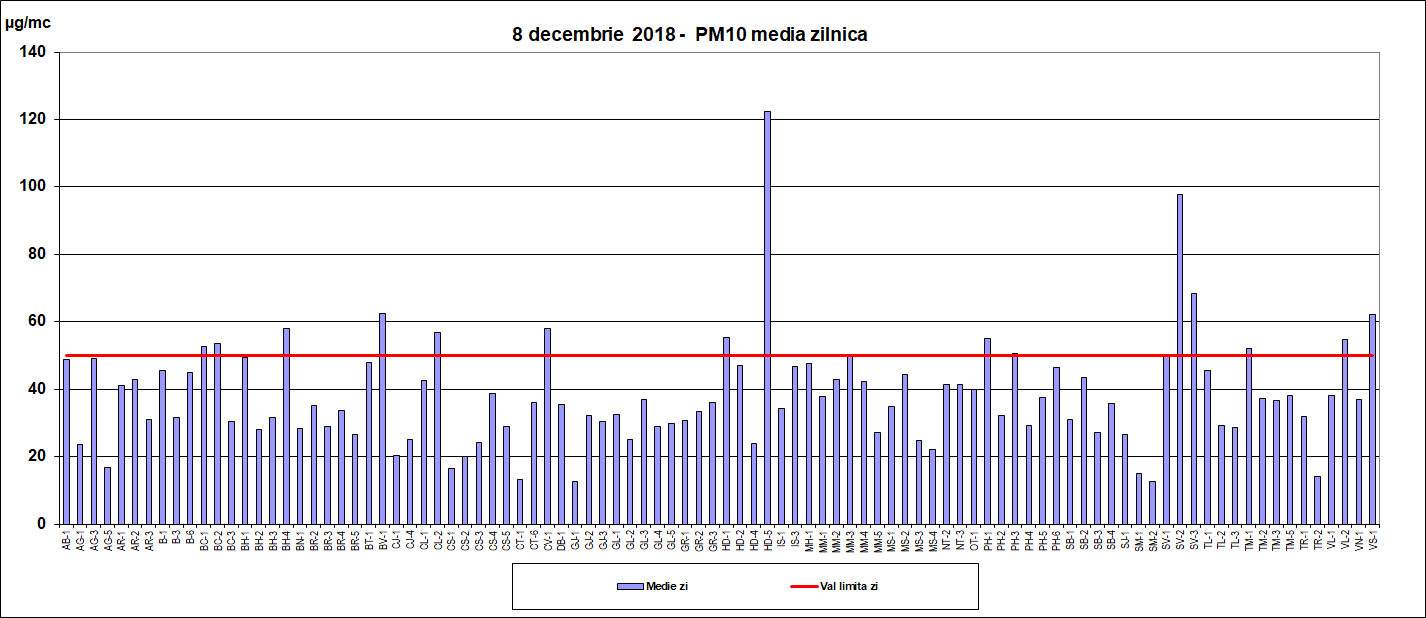 µg/mc
8 decembrie 2018 - PM10 media zilnica
140
120
100
80
60
40
20
0
AB-1 AG-1 AG-3 AG-5 AR-1 AR-2 AR-3 B-1 B-3 B-6 BC-1 BC-2 BC-3 BH-1 BH-2 BH-3 BH-4 BN-1 BR-2 BR-3 BR-4 BR-5 BT-1 BV-1 CJ-1 CJ-4 CL-1 CL-2 CS-1 CS-2 CS-3 CS-4 CS-5 CT-1 CT-6 CV-1 DB-1 GJ-1 GJ-2 GJ-3 GL-1 GL-2 GL-3 GL-4 GL-5 GR-1 GR-2 GR-3 HD-1 HD-2 HD-4 HD-5 IS-1 IS-3 MH-1 MM-1 MM-2 MM-3 MM-4 MM-5 MS-1 MS-2 MS-3 MS-4 NT-2 NT-3 OT-1 PH-1 PH-2 PH-3 PH-4 PH-5 PH-6 SB-1 SB-2 SB-3 SB-4 SJ-1 SM-1 SM-2 SV-1 SV-2 SV-3 TL-1 TL-2 TL-3 TM-1 TM-2 TM-3 TM-5 TR-1 TR-2 VL-1 VL-2 VN-1 VS-1
Medie zi Val limita zi